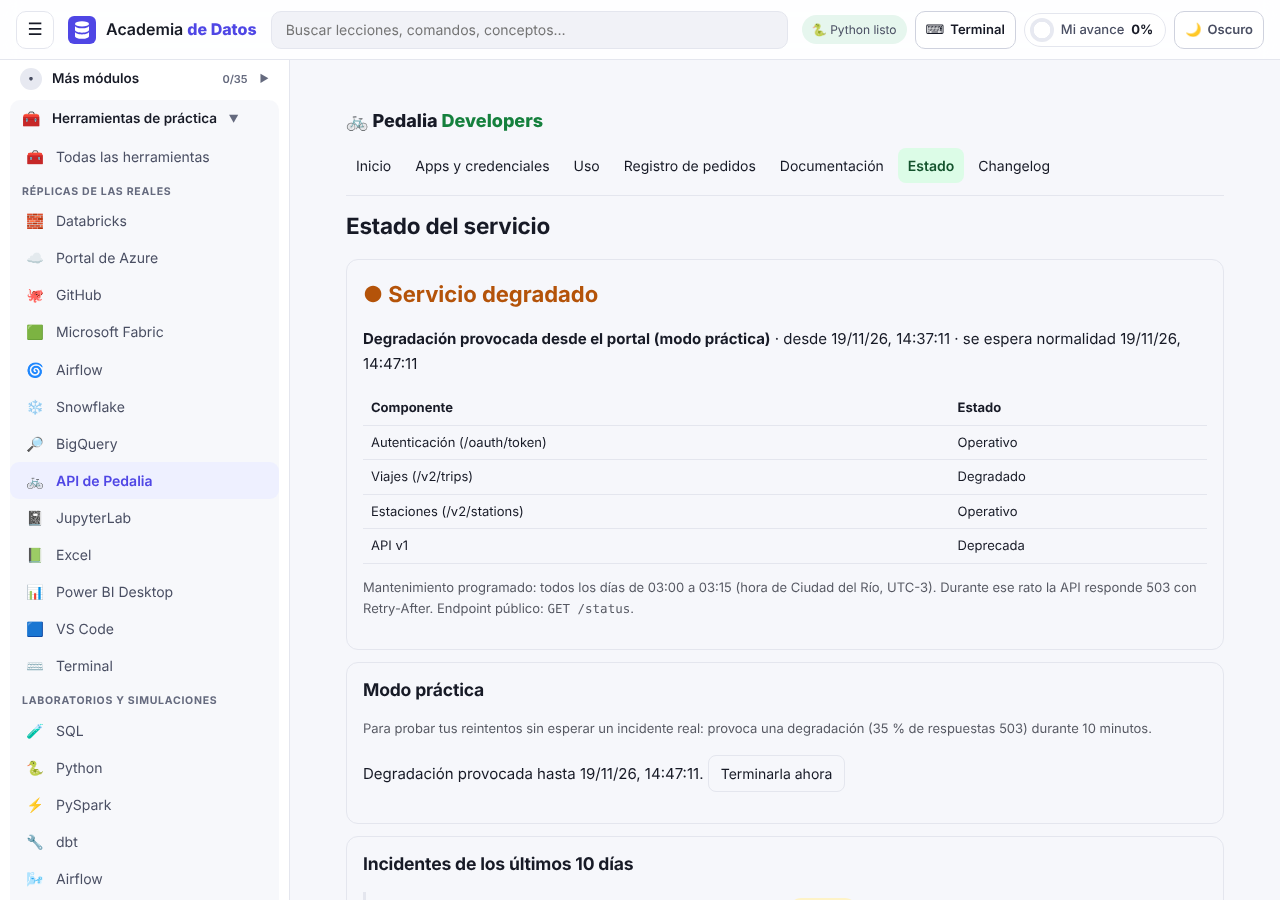 ☰ Academia de Datos Buscar lecciones, comandos, conceptos... Python listo Terminal Mi avance 0% Oscuro
Más módulos 0/35
Herramientas de práctica
Todas las herramientas
RÉPLICAS DE LAS REALES
Databricks
Portal de Azure
GitHub
Microsoft Fabric
Airflow
Snowflake
BigQuery
API de Pedalia
JupyterLab
Excel
Power BI Desktop
VS Code
Terminal
LABORATORIOS Y SIMULACIONES
SQL
Python
PySpark
dbt
Airflow
Pedalia Developers
Inicio Apps y credenciales Uso Registro de pedidos Documentación Estado Changelog
Estado del servicio
● Servicio degradado
Degradación provocada desde el portal (modo práctica) · desde 19/11/26, 14:37:11 · se espera normalidad 19/11/26,
14:47:11
Componente Estado
Autenticación (/oauth/token) Operativo
Viajes (/v2/trips) Degradado
Estaciones (/v2/stations) Operativo
API v1 Deprecada
Mantenimiento programado: todos los días de 03:00 a 03:15 (hora de Ciudad del Río, UTC-3). Durante ese rato la API responde 503 con
Retry-After. Endpoint público: GET /status.
Modo práctica
Para probar tus reintentos sin esperar un incidente real: provoca una degradación (35 % de respuestas 503) durante 10 minutos.
Degradación provocada hasta 19/11/26, 14:47:11. Terminarla ahora
Incidentes de los últimos 10 días